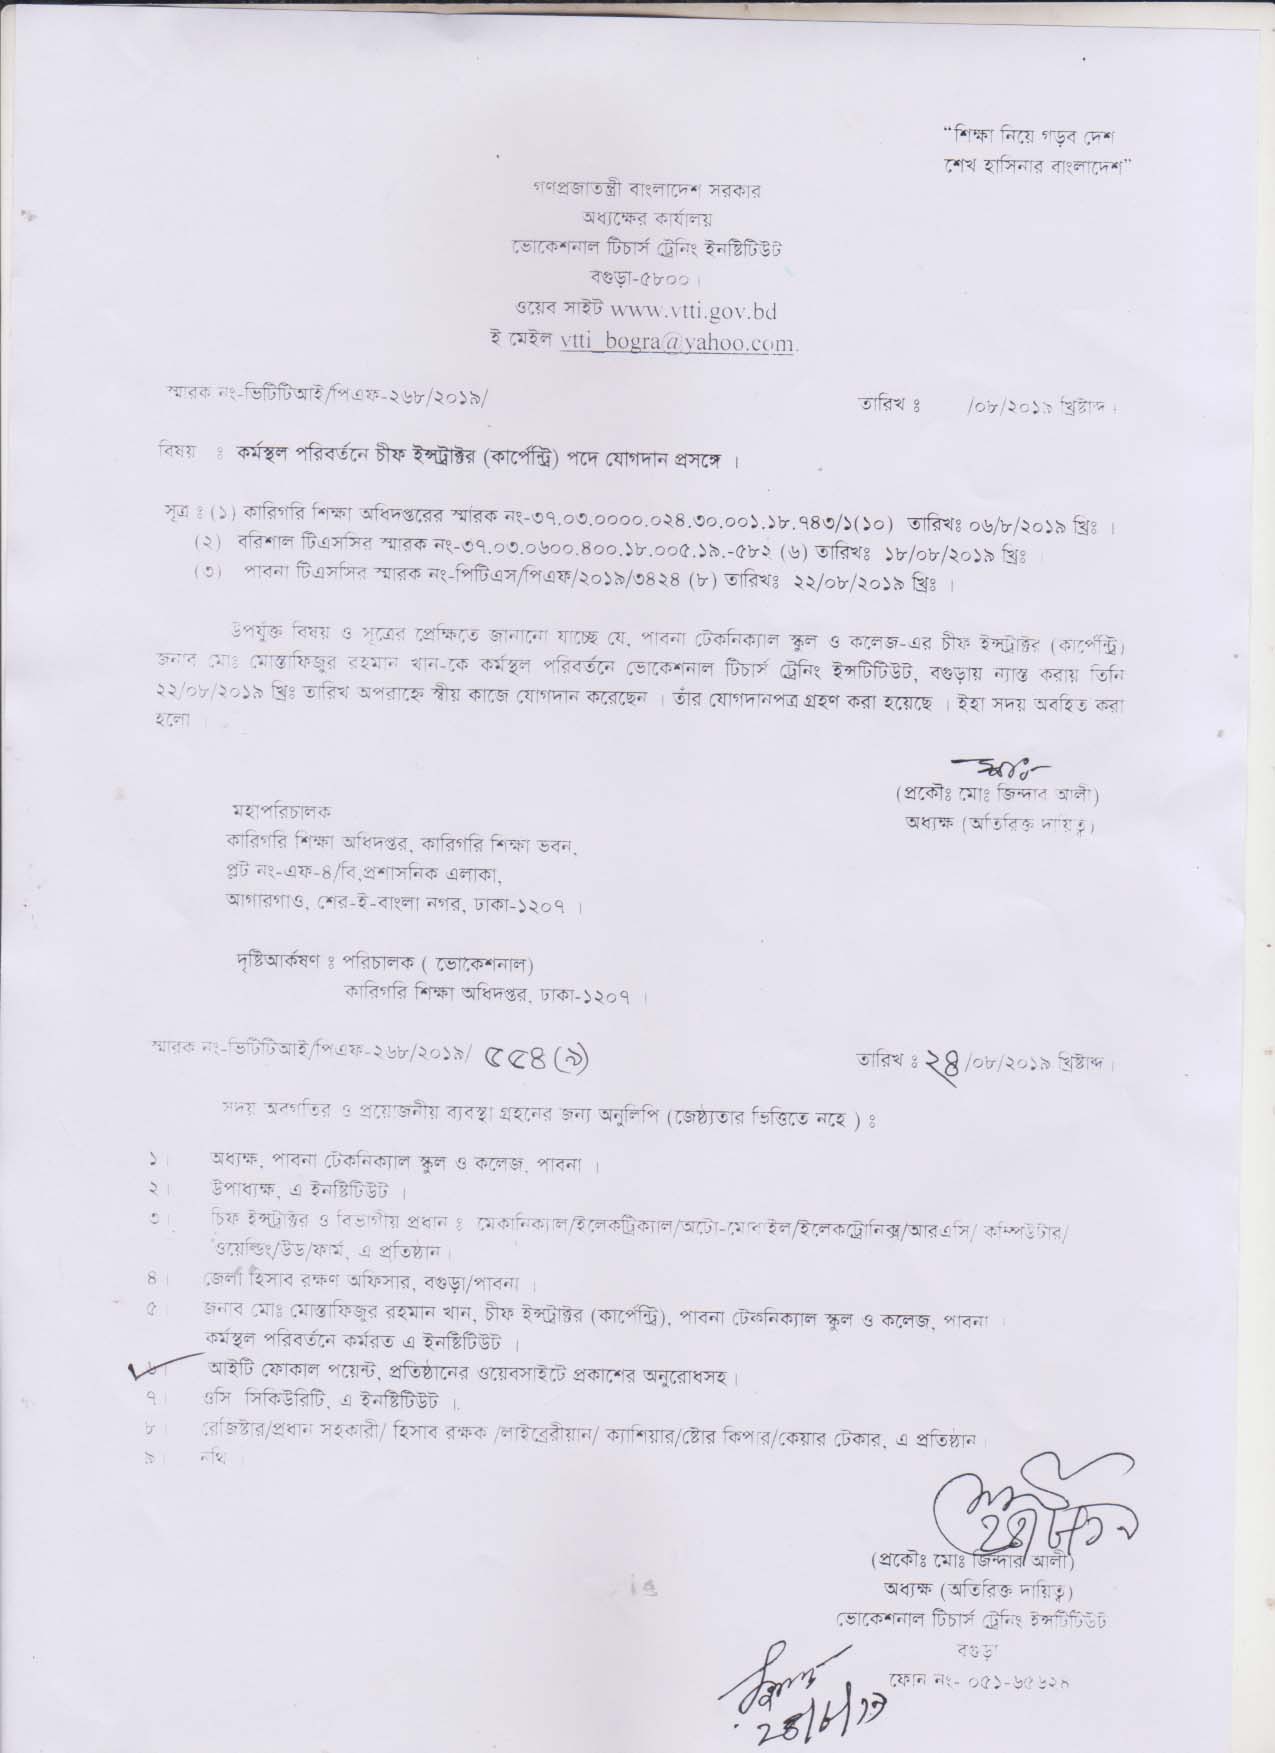 “শিক্ষা নিয়ে গড়ব দেশ
শেখ হাসিনার বাংলাদেশ”
গণপ্রজাতন্ত্রী বাংলাদেশ সরকার
অধ্যক্ষের কার্যালয়
ভোকেশনাল টিচার্স ট্রেনিং ইনষ্টিটিউট
বগুড়া-৫৮০০ ।
ওয়েব সাইট www.vtti.gov.bd
ই মেইল vtti_bogra@yahoo.com.
স্মারক নং-ভিটিটিআই/পিএফ-২৬৮/২০১৯/
তারিখ ঃ /০৮/২০১৯ খ্রিষ্টাব্দ ।
বিষয় ঃ কর্মস্থল পরিবর্তনে চীফ ইন্সট্রাক্টর (কার্পেন্ট্রি) পদে যোগদান প্রসঙ্গে ।
সূত্র ঃ (১) কারিগরি শিক্ষা অধিদপ্তরের স্মারক নং-৩৭.০৩.০০০০.০২৪.৩০.০০১.১৮.৭৪৩/১(১০) তারিখঃ ০৬/৮/২০১৯ খ্রিঃ ।
(২) বরিশাল টিএসসির স্মারক নং-৩৭.০৩.০৬০০.৪০০.১৮.০০৫.১৯.-৫৮২ (৬) তারিখঃ ১৮/০৮/২০১৯ খ্রিঃ ।
(৩) পাবনা টিএসসির স্মারক নং-পিটিএস/পিএফ/২০১৯/৩৪২৪ (৮) তারিখঃ ২২/০৮/২০১৯ খ্রিঃ ।
উপর্যুক্ত বিষয় ও সূত্রের প্রেক্ষিতে জানানো যাচ্ছে যে, পাবনা টেকনিক্যাল স্কুল ও কলেজ-এর চীফ ইন্সট্রাক্টর (কার্পেন্ট্রি)
জনাব মোঃ মোস্তাফিজুর রহমান খান-কে কর্মস্থল পরিবর্তনে ভোকেশনাল টিচার্স ট্রেনিং ইন্সটিটিউট, বগুড়ায় ন্যাস্ত করায় তিনি
২২/০৮/২০১৯ খ্রিঃ তারিখ অপরাহ্নে স্বীয় কাজে যোগদান করেছেন । তাঁর যোগদানপত্র গ্রহণ করা হয়েছে । ইহা সদয় অবহিত করা
হলো ।
(প্রকৌঃ মোঃ জিন্দার আলী)
অধ্যক্ষ (অতিরিক্ত দায়িত্ব)
মহাপরিচালক
কারিগরি শিক্ষা অধিদপ্তর, কারিগরি শিক্ষা ভবন,
প্লট নং-এফ-৪/বি,প্রশাসনিক এলাকা,
আগারগাও, শের-ই-বাংলা নগর, ঢাকা-১২০৭ ।
দৃষ্টিআর্কষণ ঃ পরিচালক ( ভোকেশনাল)
কারিগরি শিক্ষা অধিদপ্তর, ঢাকা-১২০৭ ।
স্মারক নং-ভিটিটিআই/পিএফ-২৬৮/২০১৯/ ৫৫৪(৯)
তারিখ ঃ ২৪/০৮/২০১৯ খ্রিষ্টাব্দ ।
সদয় অবগতির ও প্রয়োজনীয় ব্যবস্থা গ্রহনের জন্য অনুলিপি (জেষ্ঠ্যতার ভিত্তিতে নহে ) ঃ
১। অধ্যক্ষ, পাবনা টেকনিক্যাল স্কুল ও কলেজ, পাবনা ।
২। উপাধ্যক্ষ, এ ইনষ্টিটিউট ।
৩। চিফ ইন্সট্রাক্টর ও বিভাগীয় প্রধান ঃ মেকানিক্যাল/ইলেকট্রিক্যাল/অটো-মোবাইল/ইলেকট্রোনিক্স/আরএসি/ কম্পিউটার/
ওয়েল্ডিং/উড/ফার্ম, এ প্রতিষ্ঠান।
৪। জেলা হিসাব রক্ষণ অফিসার, বগুড়া/পাবনা ।
৫। জনাব মোঃ মোস্তাফিজুর রহমান খান, চীফ ইন্সট্রাক্টর (কার্পেন্ট্রি), পাবনা টেকনিক্যাল স্কুল ও কলেজ, পাবনা ।
কর্মস্থল পরিবর্তনে কর্মরত এ ইনষ্টিটিউট ।
৬। আইটি ফোকাল পয়েন্ট, প্রতিষ্ঠানের ওয়েবসাইটে প্রকাশের অনুরোধসহ।
৭। ওসি সিকিউরিটি, এ ইনষ্টিটিউট ।
৮। রেজিষ্টার/প্রধান সহকারী/ হিসাব রক্ষক /লাইব্রেরীয়ান/ ক্যাশিয়ার/ষ্টোর কিপার/কেয়ার টেকার, এ প্রতিষ্ঠান।
৯। নথি ।
(প্রকৌঃ মোঃ জিন্দার আলী)
অধ্যক্ষ (অতিরিক্ত দায়িত্ব)
ভোকেশনাল টিচার্স ট্রেনিং ইন্সটিটিউট
বগুড়া
ফোন নং- ০৫১-৬৫৬২৪